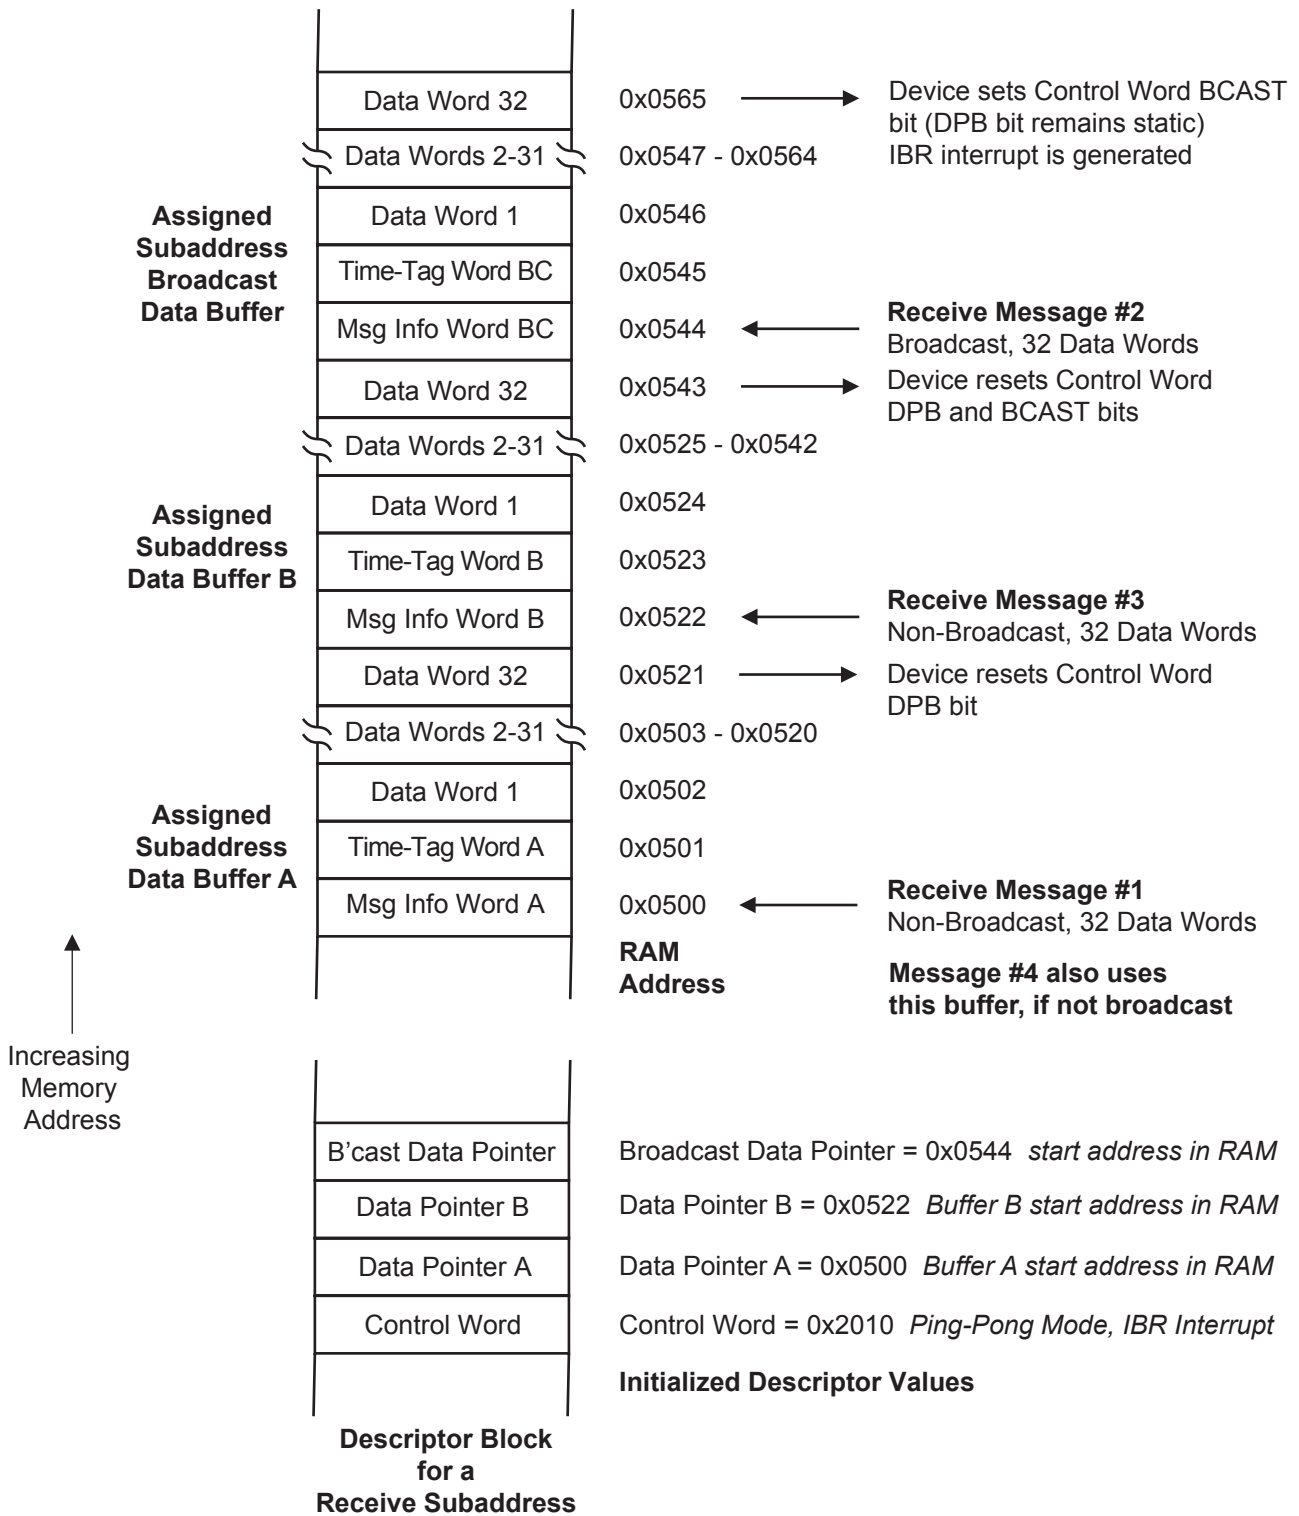 Data Word 32 0x0565 Device sets Control Word BCAST
bit (DPB bit remains static)
Data Words 2-31 0x0547 - 0x0564 IBR interrupt is generated
Assigned
Subaddress
Broadcast
Data Buffer
Data Word 1 0x0546
Time-Tag Word BC 0x0545
Msg Info Word BC 0x0544 Receive Message #2
Broadcast, 32 Data Words
Data Word 32 0x0543 Device resets Control Word
DPB and BCAST bits
Data Words 2-31 0x0525 - 0x0542
Assigned
Subaddress
Data Buffer B
Data Word 1 0x0524
Time-Tag Word B 0x0523
Msg Info Word B 0x0522 Receive Message #3
Non-Broadcast, 32 Data Words
Data Word 32 0x0521 Device resets Control Word
DPB bit
Data Words 2-31 0x0503 - 0x0520
Assigned
Subaddress
Data Buffer A
Data Word 1 0x0502
Time-Tag Word A 0x0501
Msg Info Word A 0x0500 Receive Message #1
Non-Broadcast, 32 Data Words
RAM
Address
Message #4 also uses
this buffer, if not broadcast
Increasing
Memory
Address
B’cast Data Pointer Broadcast Data Pointer = 0x0544 start address in RAM
Data Pointer B Data Pointer B = 0x0522 Buffer B start address in RAM
Data Pointer A Data Pointer A = 0x0500 Buffer A start address in RAM
Control Word Control Word = 0x2010 Ping-Pong Mode, IBR Interrupt
Initialized Descriptor Values
Descriptor Block
for a
Receive Subaddress